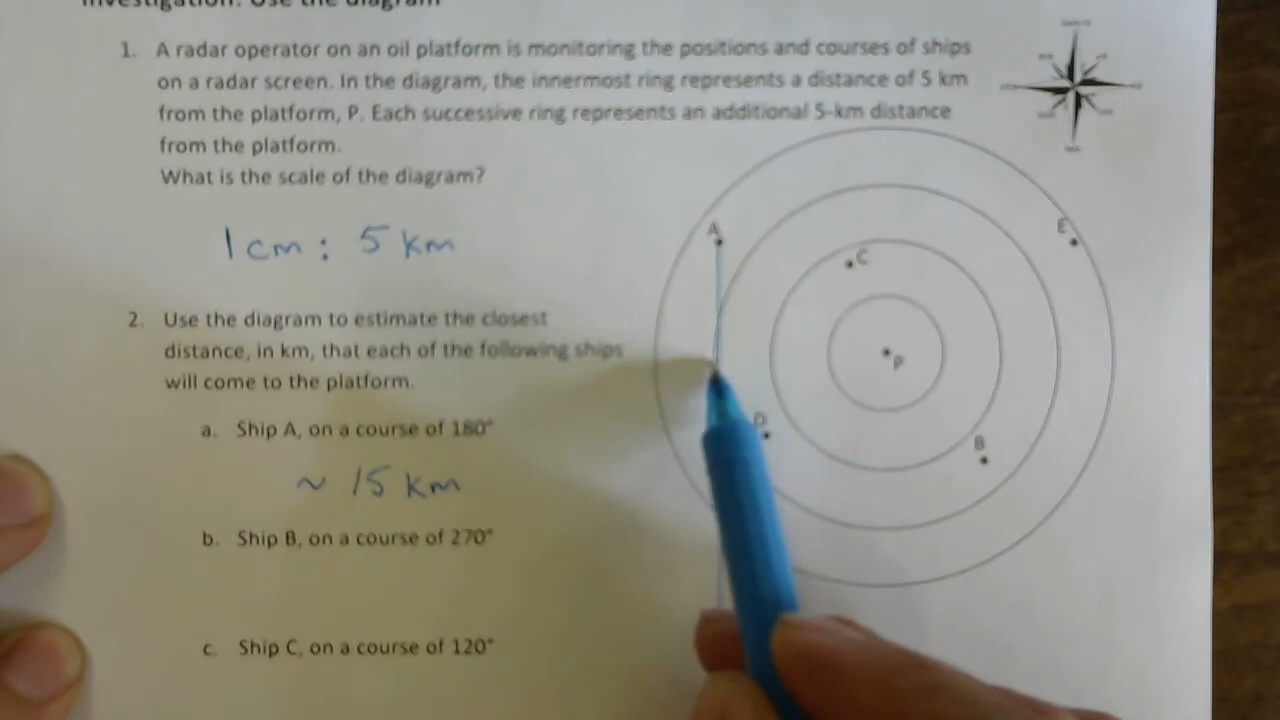 Investigation: Use the diagram
1. A radar operator on an oil platform is monitoring the positions and courses of ships
on a radar screen. In the diagram, the innermost ring represents a distance of 5 km
from the platform, P. Each successive ring represents an additional 5-km distance
from the platform.
What is the scale of the diagram?
1 cm : 5 km
2. Use the diagram to estimate the closest
distance, in km, that each of the following ships
will come to the platform.
a. Ship A, on a course of 180°
~ 15 km
b. Ship B, on a course of 270°
c. Ship C, on a course of 120°
A
E
C
P
D
B